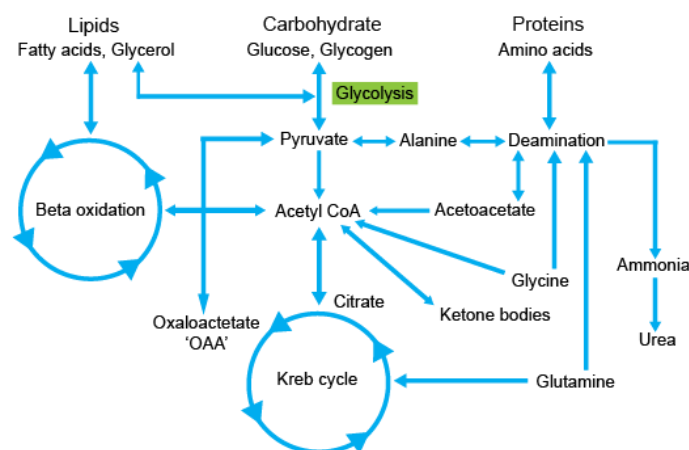 Lipids
Fatty acids, Glycerol
Carbohydrate
Glucose, Glycogen
Proteins
Amino acids
Glycolysis
Pyruvate
Alanine
Deamination
Beta oxidation
Acetyl CoA
Acetoacetate
Glycine
Ammonia
Citrate
Ketone bodies
Oxaloactetate
'OAA'
Urea
Kreb cycle
Glutamine